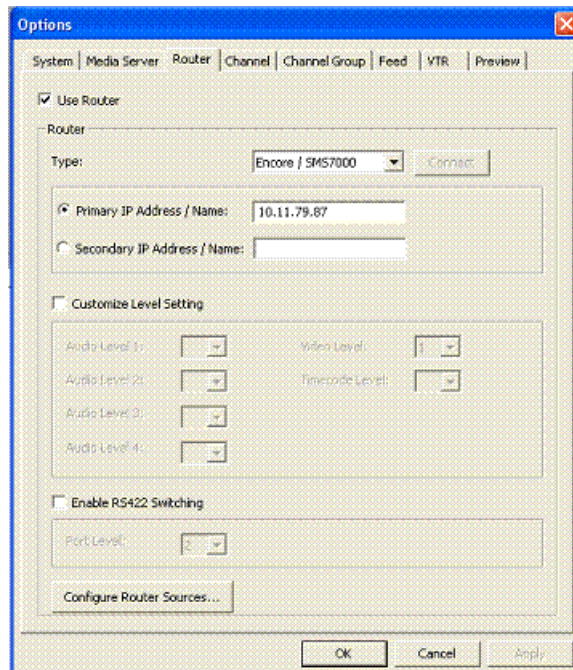 Options
System Media Server Router Channel Channel Group Feed VTR Preview
Use Router
Router
Type: Encore / SMS7000 Connect
Primary IP Address / Name: 10.11.79.87
Secondary IP Address / Name:
Customize Level Setting
Audio Level 1: Video Level: 1
Audio Level 2: Timecode Level:
Audio Level 3:
Audio Level 4:
Enable RS422 Switching
Port Level: 2
Configure Router Sources...
OK Cancel Apply